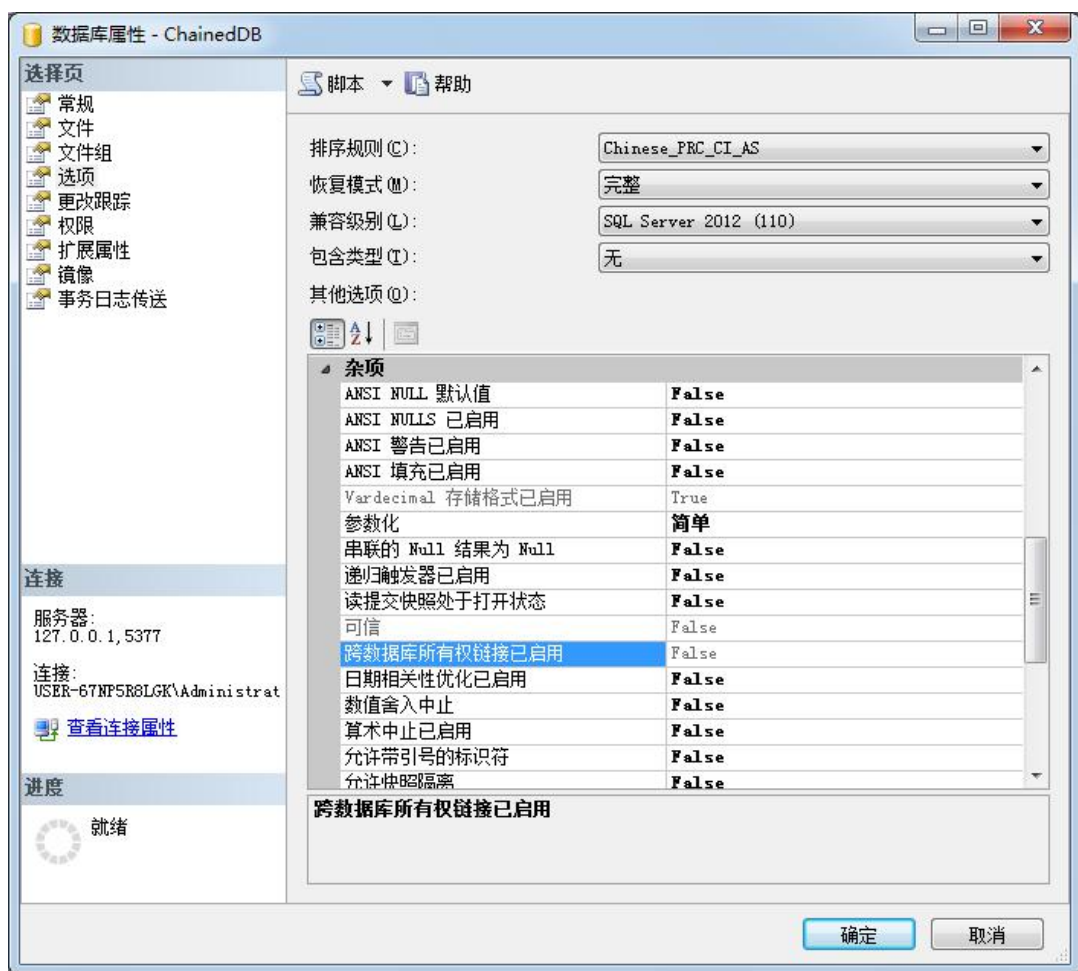 数据库属性 - ChainedDB
选择页
常规
文件
文件组
选项
更改跟踪
权限
扩展属性
镜像
事务日志传送
连接
服务器:
127.0.0.1,5377
连接:
USER-67NP5R8LGK\Administrat
查看连接属性
进度
就绪
脚本 帮助
排序规则(C): Chinese_PRC_CI_AS
恢复模式(M): 完整
兼容级别(L): SQL Server 2012 (110)
包含类型(T): 无
其他选项(O):
杂项
ANSI NULL 默认值 False
ANSI NULLS 已启用 False
ANSI 警告已启用 False
ANSI 填充已启用 False
Vardecimal 存储格式已启用 True
参数化 简单
串联的 Null 结果为 Null False
递归触发器已启用 False
读提交快照处于打开状态 False
可信 False
跨数据库所有权链接已启用 False
日期相关性优化已启用 False
数值舍入中止 False
算术中止已启用 False
允许带引号的标识符 False
允许快照隔离 False
跨数据库所有权链接已启用
确定 取消